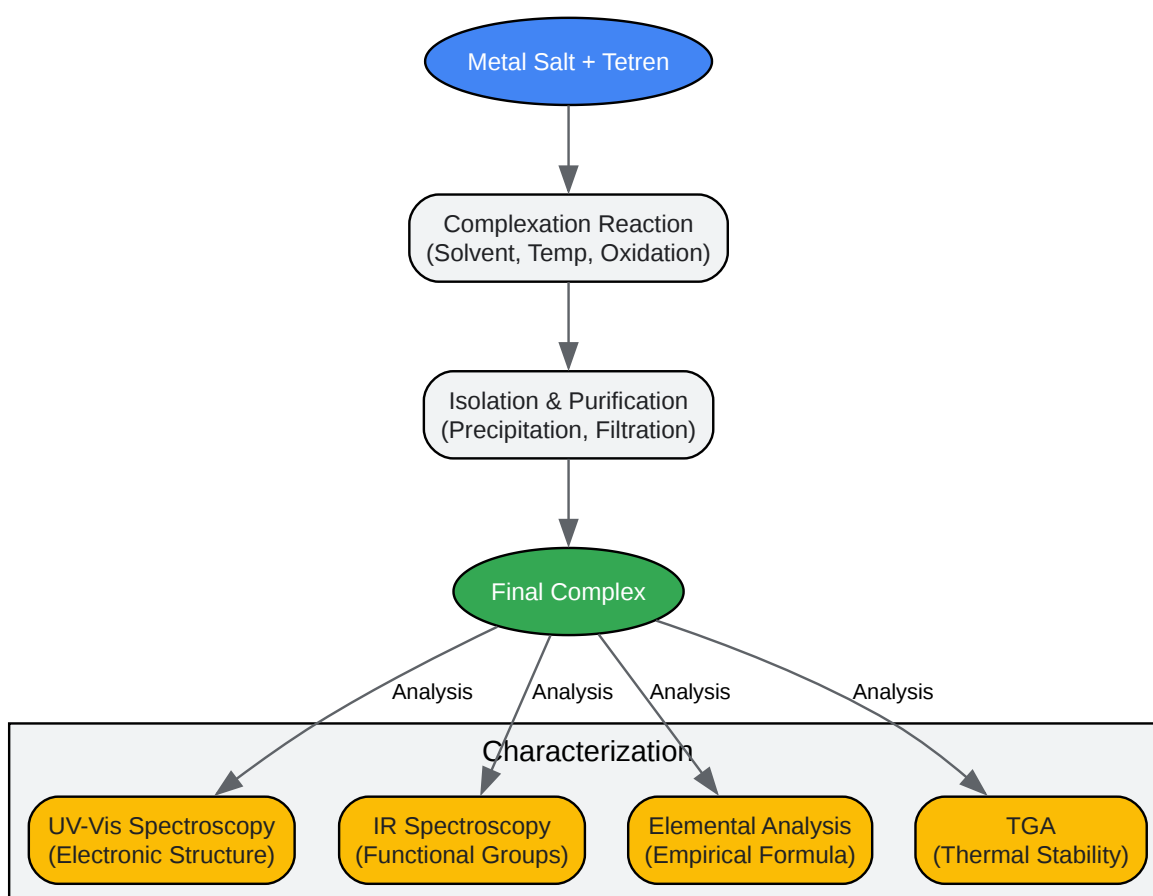 Metal Salt + Tetren
Complexation Reaction
(Solvent, Temp, Oxidation)
Isolation & Purification
(Precipitation, Filtration)
Final Complex
Analysis
Analysis
Analysis
Analysis
Characterization
UV-Vis Spectroscopy
(Electronic Structure)
IR Spectroscopy
(Functional Groups)
Elemental Analysis
(Empirical Formula)
TGA
(Thermal Stability)